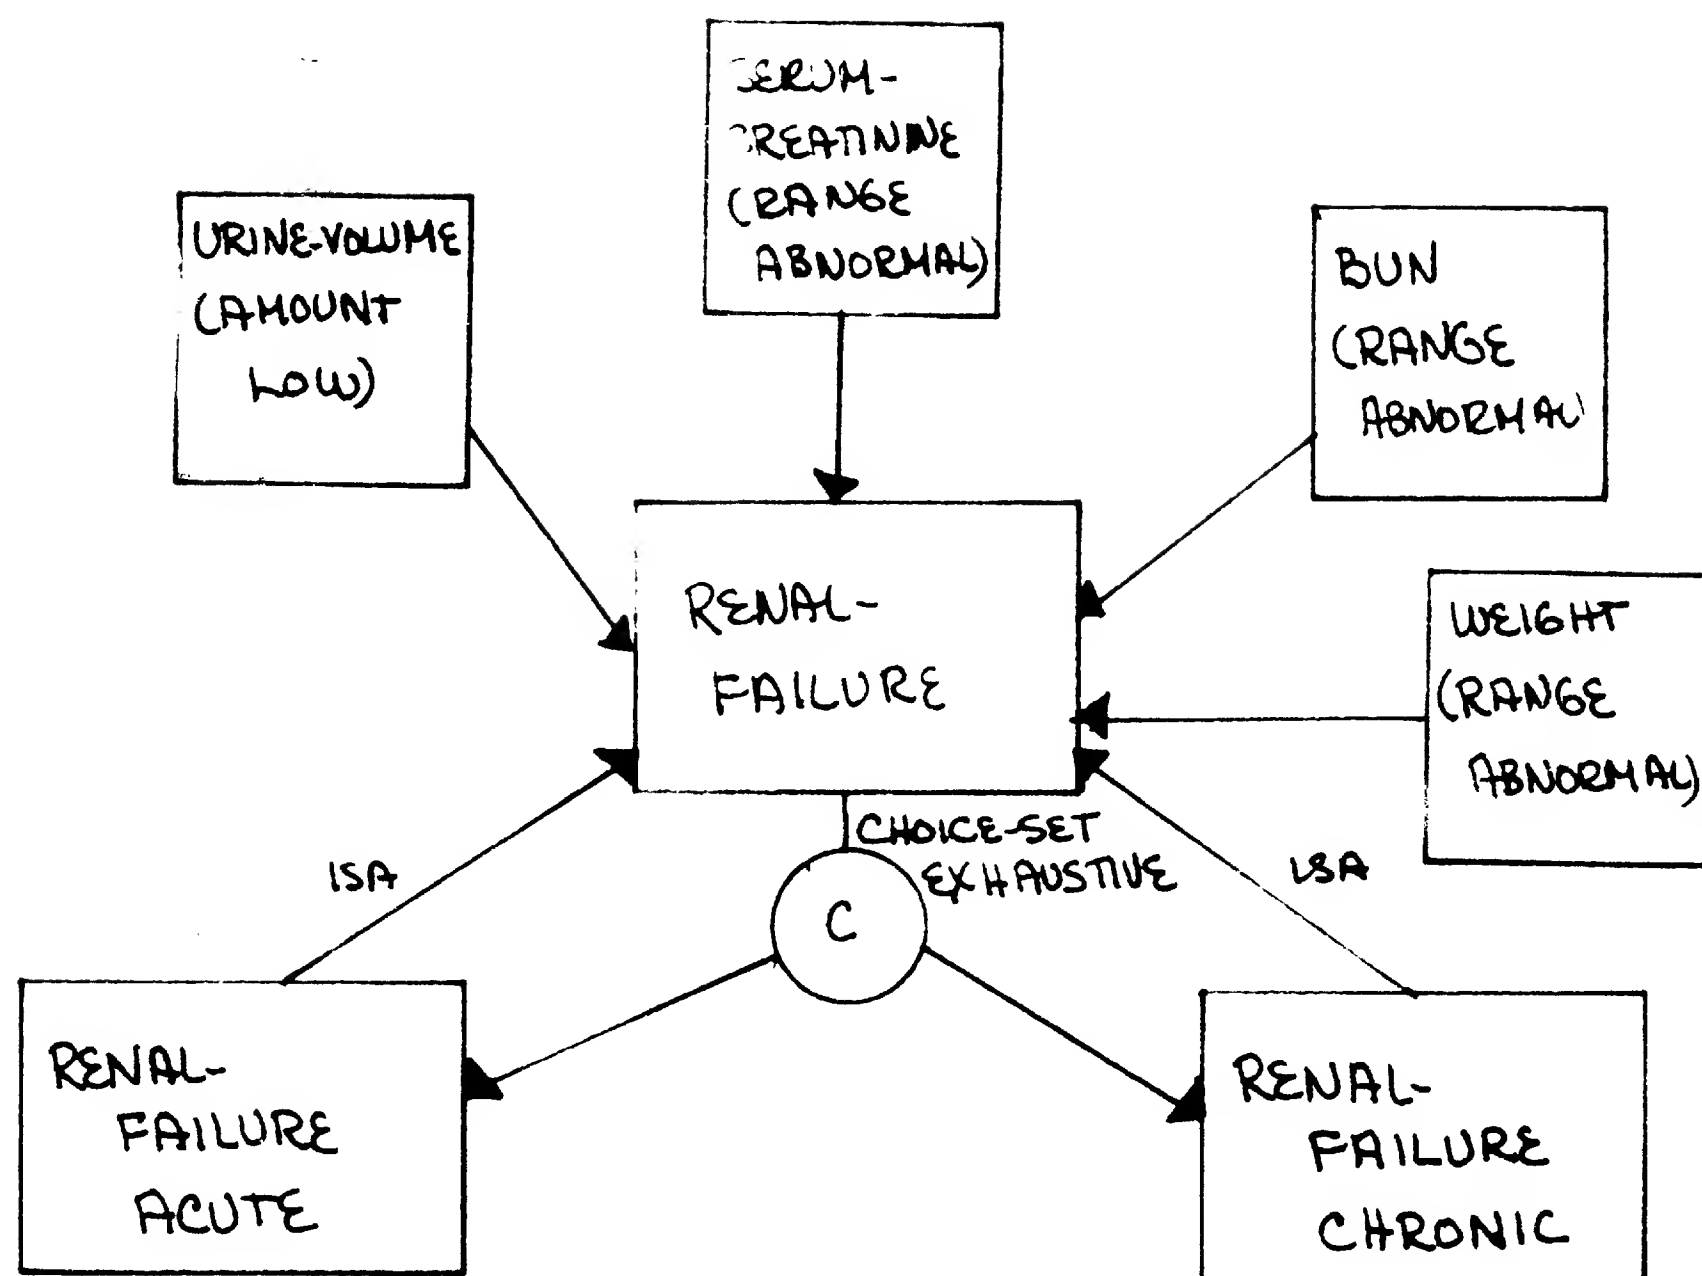 SERUM-
CREATININE
(RANGE
ABNORMAL)
URINE-VOLUME
(AMOUNT
LOW)
BUN
(RANGE
ABNORMAL)
RENAL-
FAILURE
WEIGHT
(RANGE
ABNORMAL)
CHOICE-SET
EXHAUSTIVE
ISA
ISA
C
RENAL-
FAILURE
ACUTE
RENAL-
FAILURE
CHRONIC